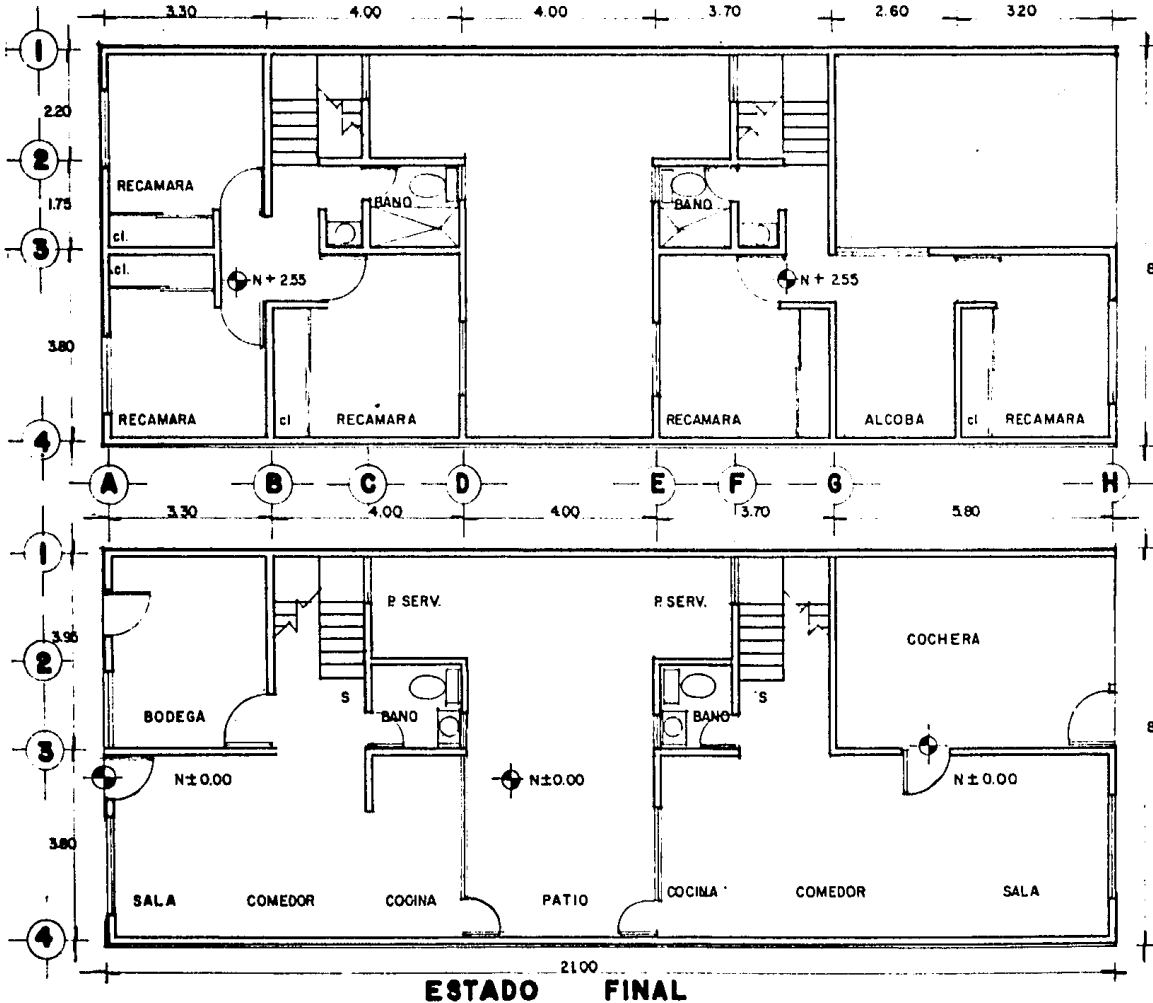 3.30 4.00 4.00 3.70 2.60 3.20
1
2.20
2
RECAMARA
1.75
BAÑO BAÑO
cl.
3
cl.
N + 2.55 N + 2.55
8
3.80
RECAMARA cl RECAMARA RECAMARA ALCOBA cl RECAMARA
4
A B C D E F G H
3.30 4.00 4.00 3.70 5.80
1
P. SERV. P. SERV.
3.95
COCHERA
2
S S
BODEGA BAÑO BAÑO
8
3
N±0.00 N±0.00 N±0.00
3.80
SALA COMEDOR COCINA PATIO COCINA COMEDOR SALA
4
21.00
ESTADO FINAL